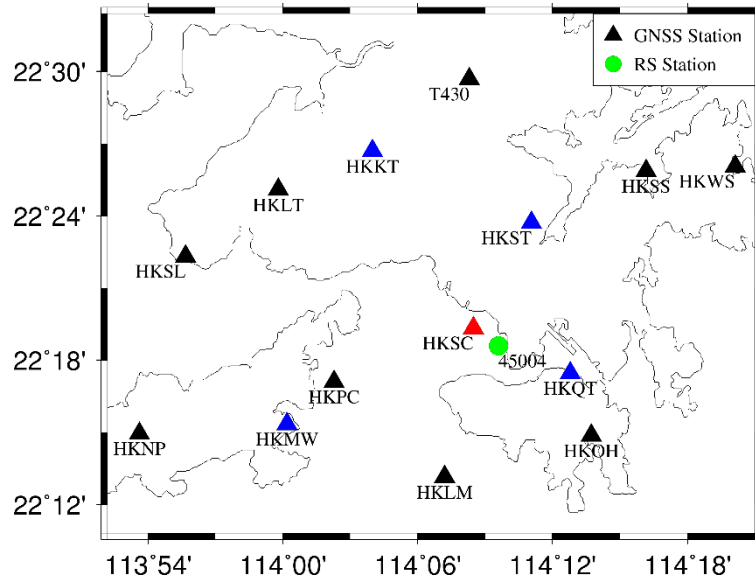 GNSS Station
RS Station
22°30'
T430
HKKT
HKSS
HKWS
HKLT
22°24'
HKST
HKSL
HKSC
45004
22°18'
HKPC
HKQT
HKMW
HKNP
HKOH
HKLM
22°12'
113°54' 114°00' 114°06' 114°12' 114°18'